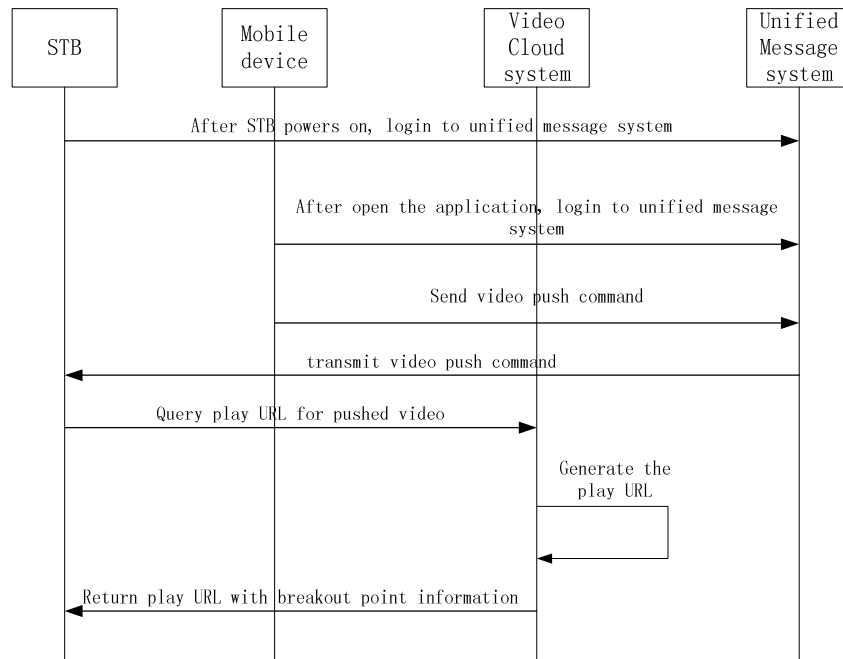 STB
Mobile
device
Video
Cloud
system
Unified
Message
system
After STB powers on, login to unified message system
After open the application, login to unified message
system
Send video push command
transmit video push command
Query play URL for pushed video
Generate the
play URL
Return play URL with breakout point information